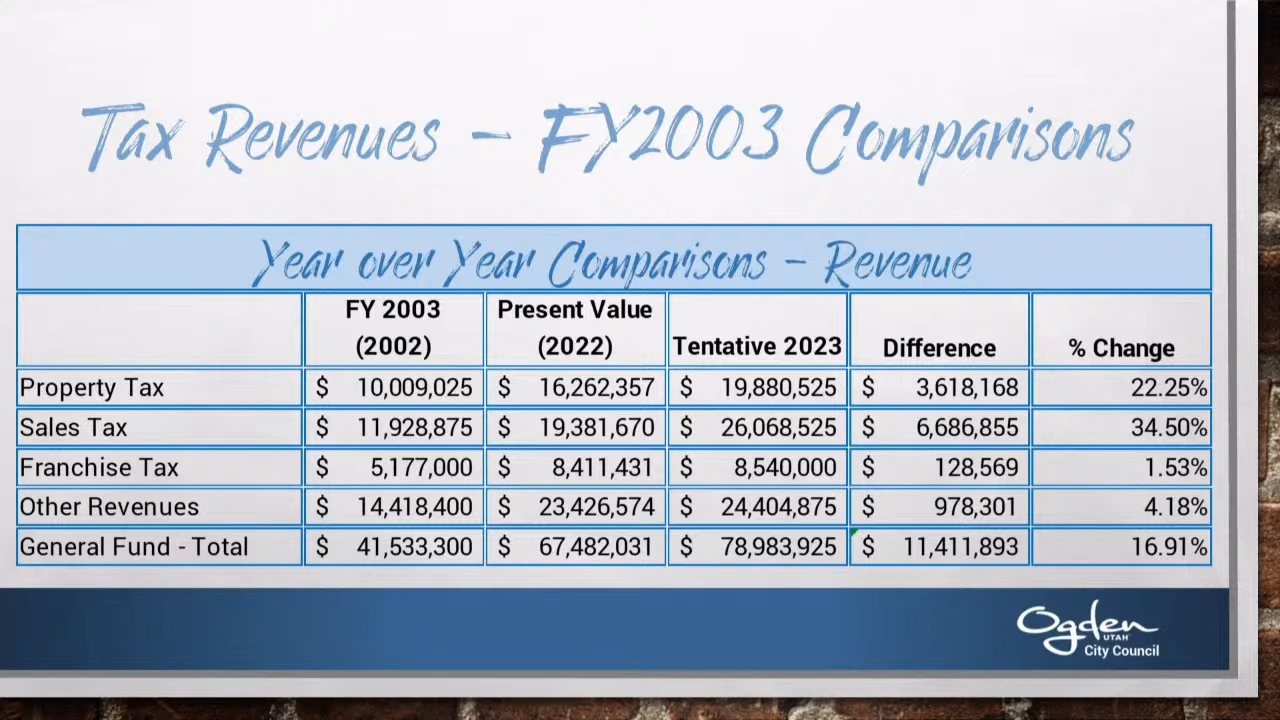 Tax Revenues – FY2003 Comparisons
Year over Year Comparisons – Revenue
FY 2003 (2002) Present Value (2022) Tentative 2023 Difference % Change
Property Tax $ 10,009,025 $ 16,262,357 $ 19,880,525 $ 3,618,168 22.25%
Sales Tax $ 11,928,875 $ 19,381,670 $ 26,068,525 $ 6,686,855 34.50%
Franchise Tax $ 5,177,000 $ 8,411,431 $ 8,540,000 $ 128,569 1.53%
Other Revenues $ 14,418,400 $ 23,426,574 $ 24,404,875 $ 978,301 4.18%
General Fund - Total $ 41,533,300 $ 67,482,031 $ 78,983,925 $ 11,411,893 16.91%
Ogden
UTAH
City Council